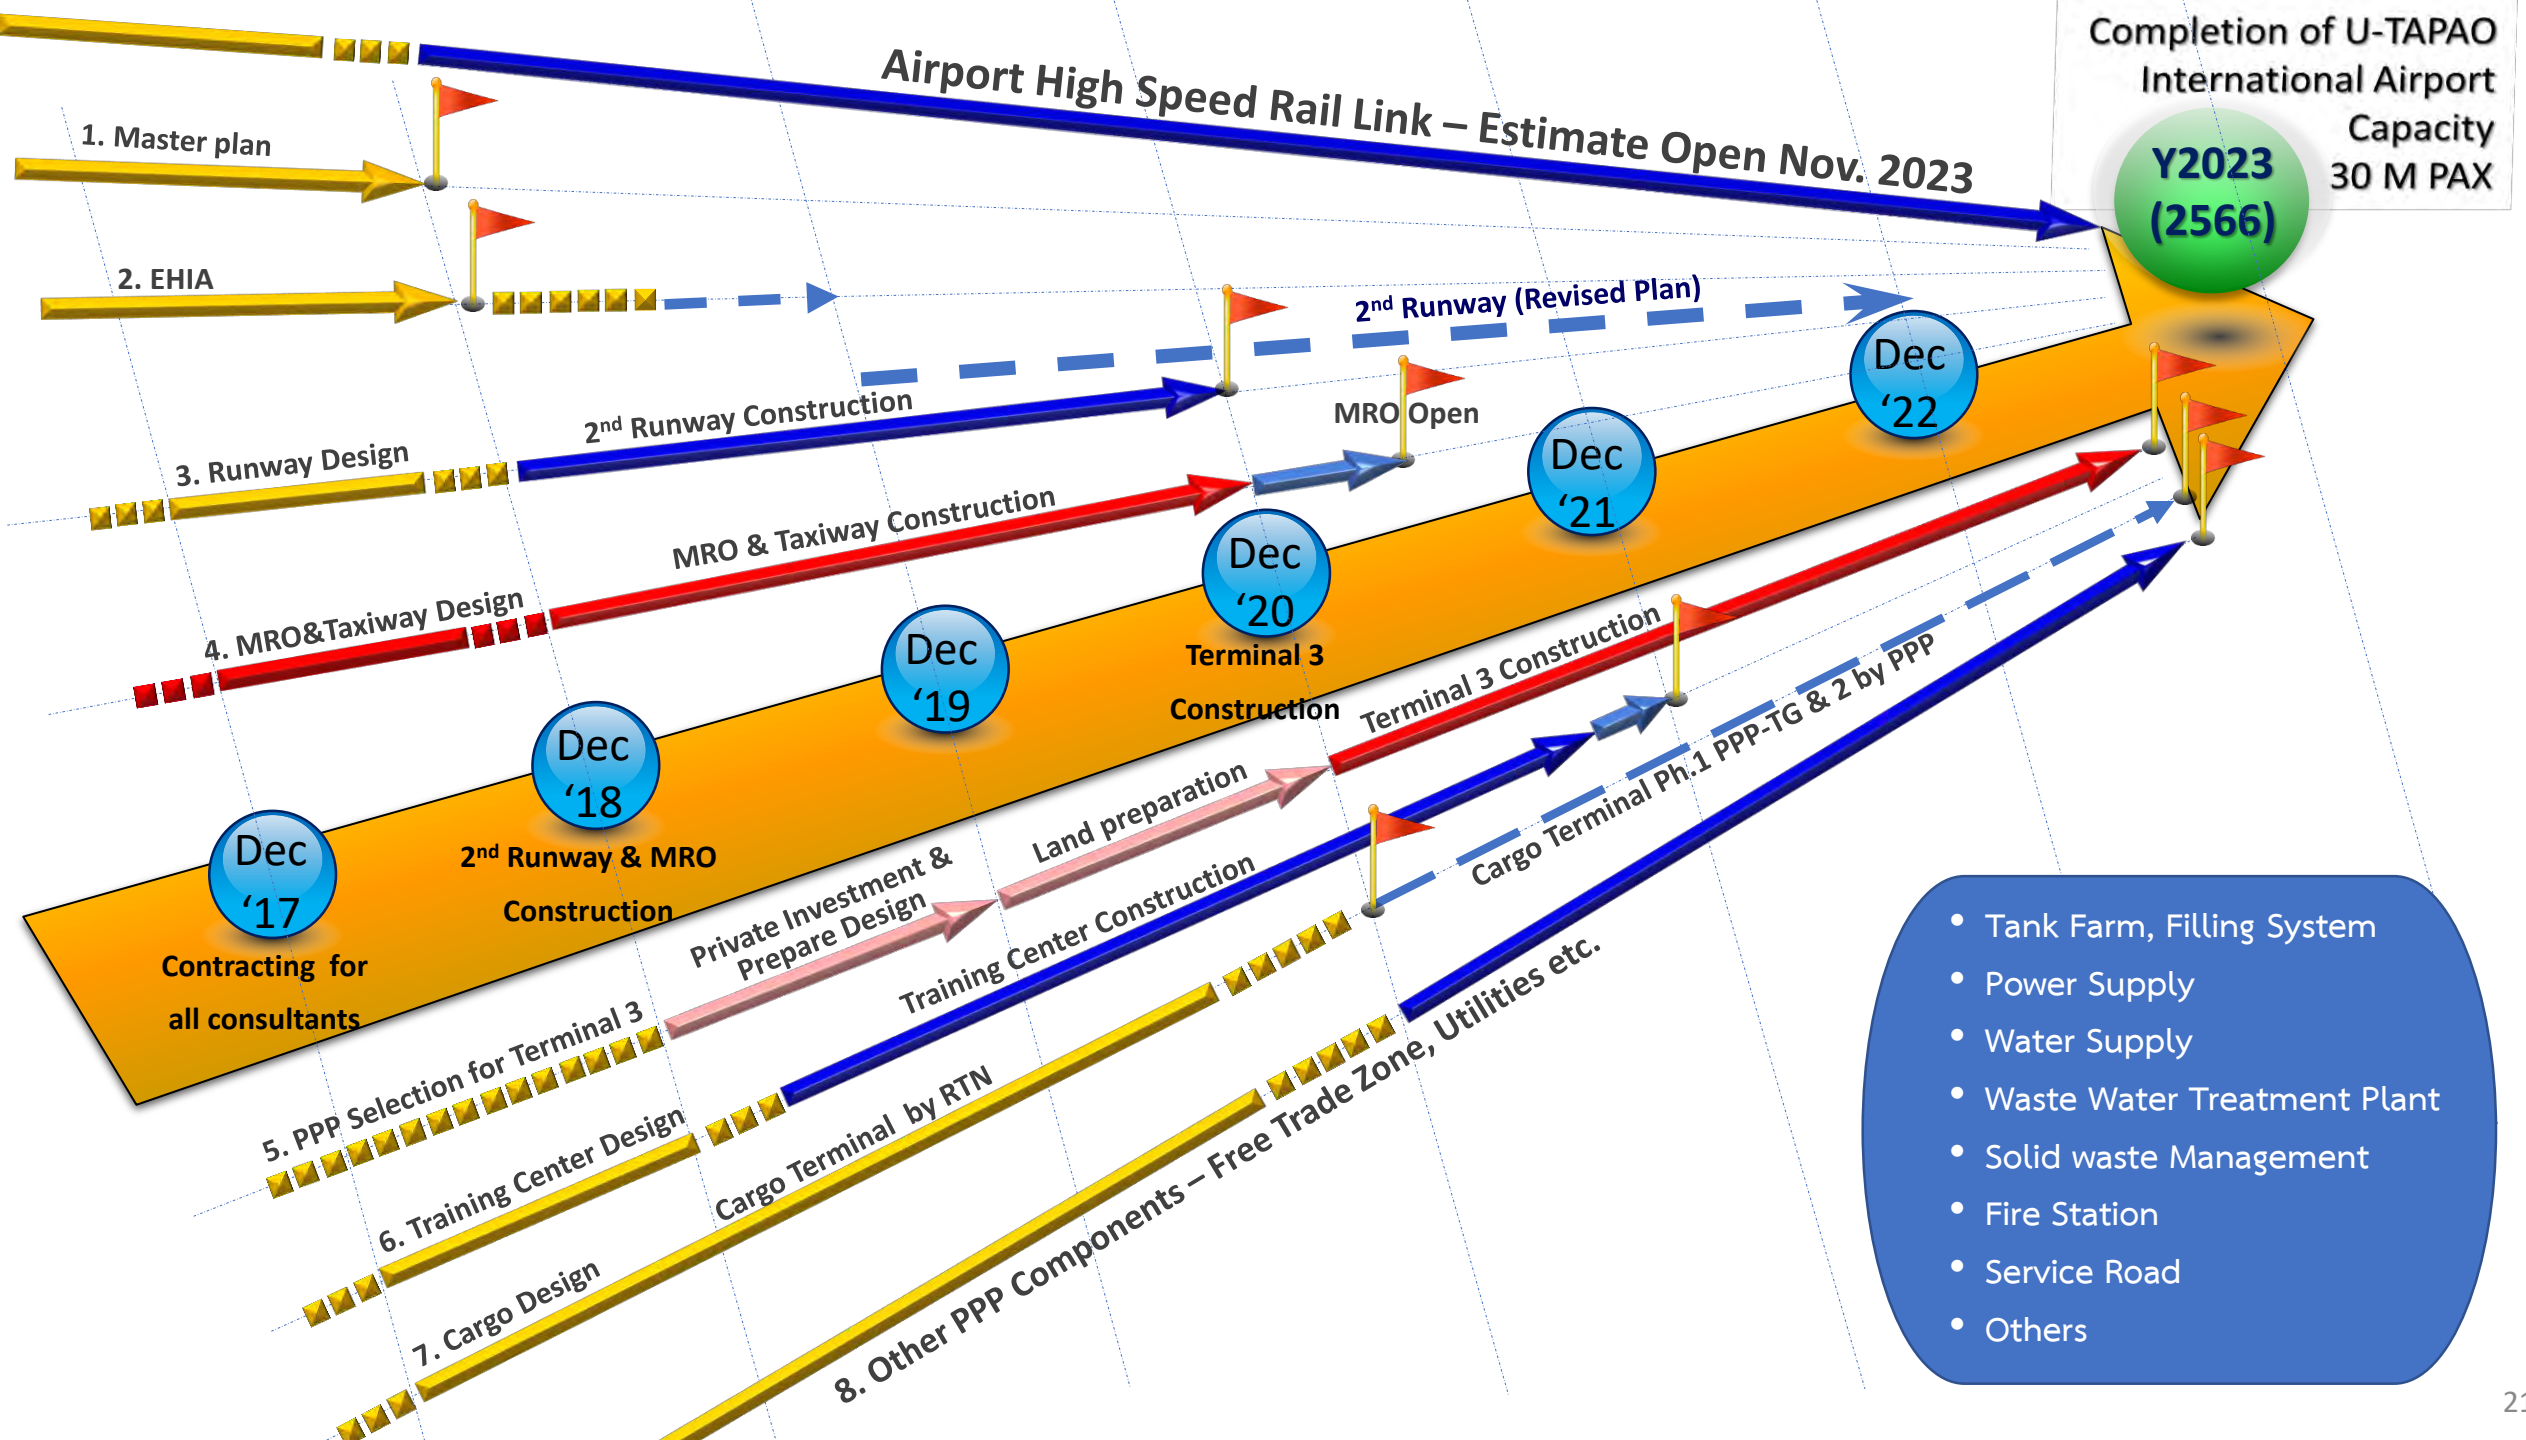 Completion of U-TAPAO
International Airport
Capacity
30 M PAX
Y2023
(2566)
Airport High Speed Rail Link – Estimate Open Nov. 2023
1. Master plan
2. EHIA
2nd Runway (Revised Plan)
3. Runway Design
2nd Runway Construction
MRO Open
4. MRO&Taxiway Design
MRO & Taxiway Construction
Dec
‘22
Dec
‘21
Dec
‘20
Terminal 3
Construction
Dec
‘19
Dec
‘18
2nd Runway & MRO
Construction
Dec
‘17
Contracting for
all consultants
5. PPP Selection for Terminal 3
Private Investment &
Prepare Design
Land preparation
Terminal 3 Construction
6. Training Center Design
Training Center Construction
7. Cargo Design
Cargo Terminal by RTN
Cargo Terminal Ph.1 PPP-TG & 2 by PPP
8. Other PPP Components – Free Trade Zone, Utilities etc.
• Tank Farm, Filling System
• Power Supply
• Water Supply
• Waste Water Treatment Plant
• Solid waste Management
• Fire Station
• Service Road
• Others
21